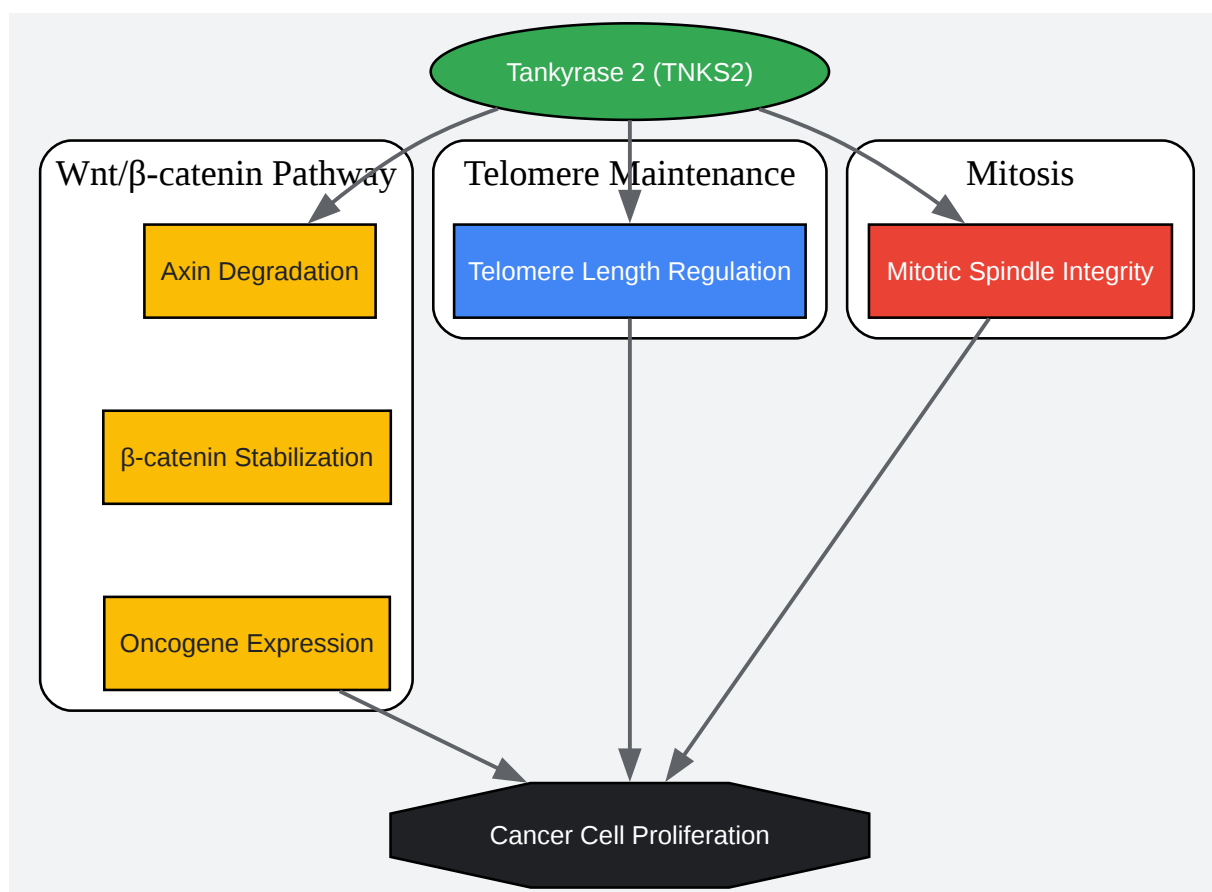 Tankyrase 2 (TNKS2)
Wnt/β-catenin Pathway
Telomere Maintenance
Mitosis
Axin Degradation
Telomere Length Regulation
Mitotic Spindle Integrity
β-catenin Stabilization
Oncogene Expression
Cancer Cell Proliferation